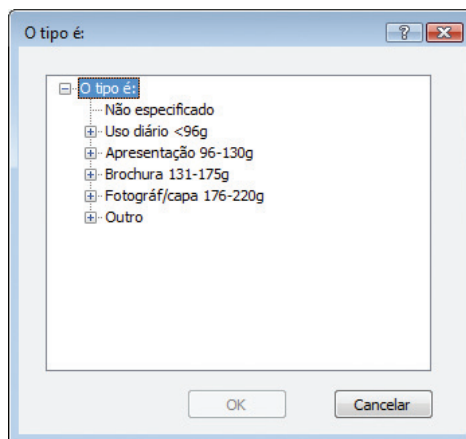 O tipo é:
O tipo é:
Não especificado
Uso diário <96g
Apresentação 96-130g
Brochura 131-175g
Fotográf/capa 176-220g
Outro
OK
Cancelar